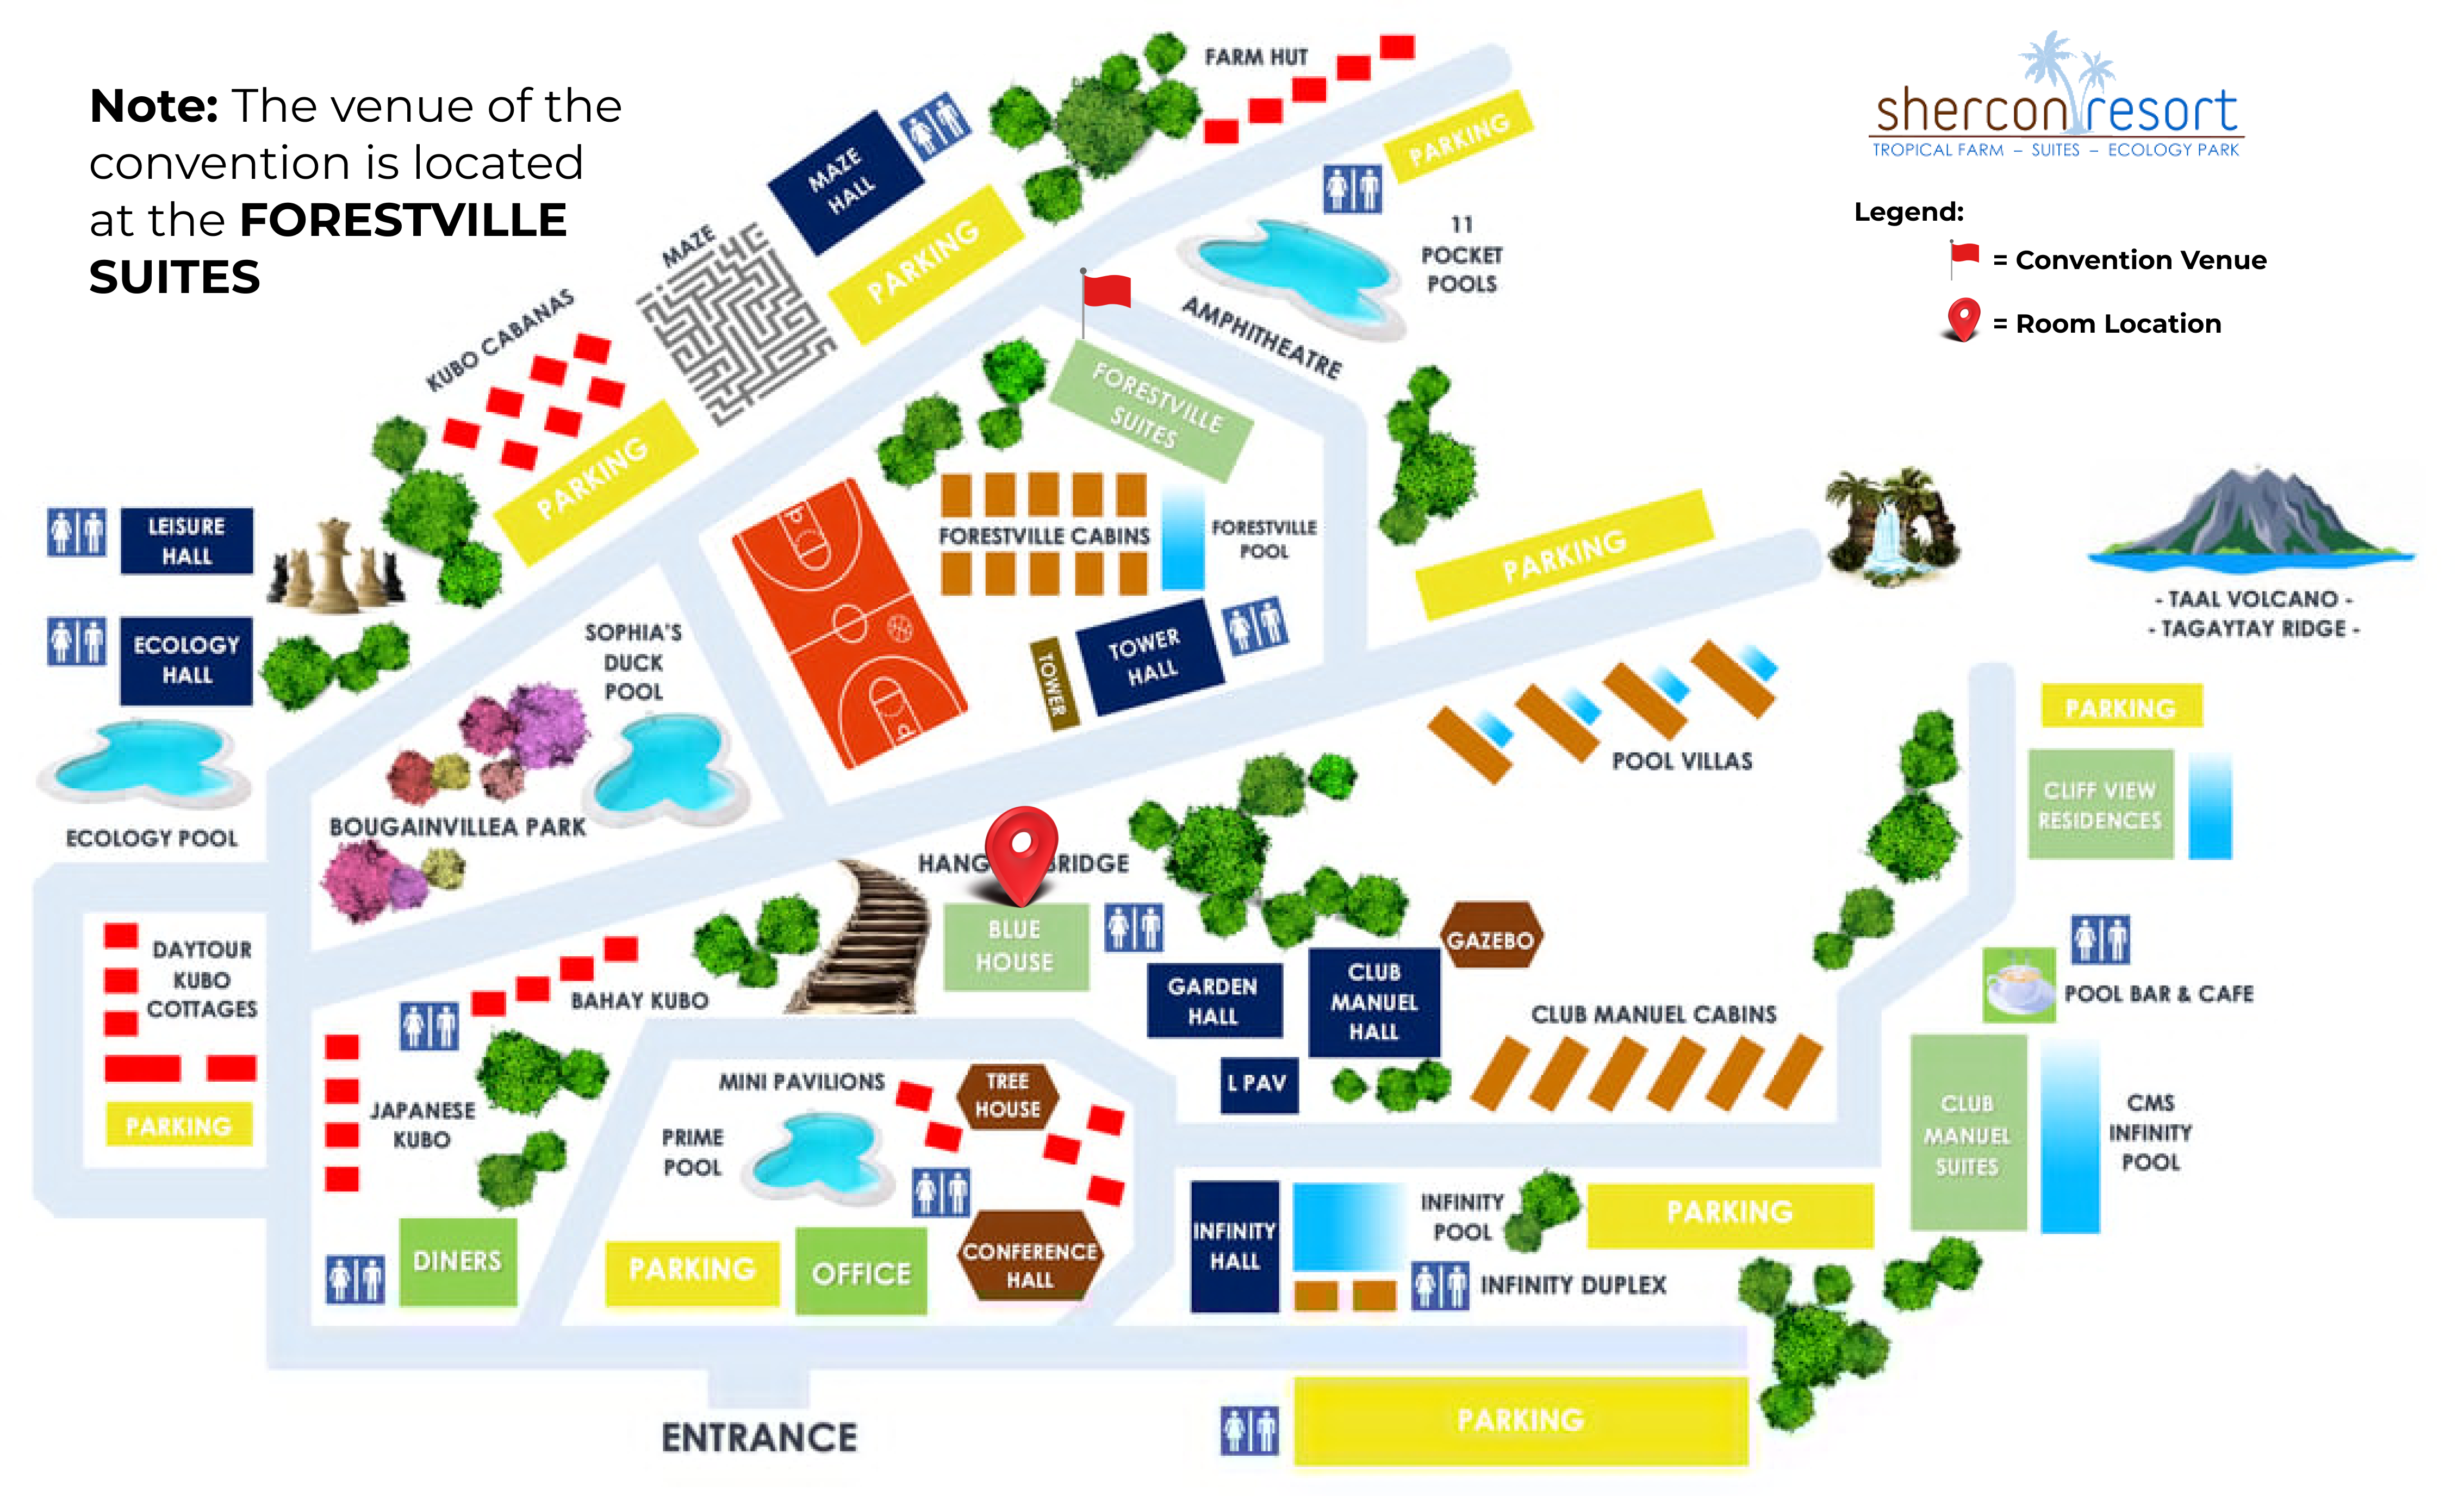 Note: The venue of the
convention is located
at the FORESTVILLE
SUITES
shercon resort
TROPICAL FARM – SUITES – ECOLOGY PARK
Legend:
= Convention Venue
= Room Location
FARM HUT
PARKING
MAZE
HALL
PARKING
MAZE
11
POCKET
POOLS
AMPHITHEATRE
KUBO CABANAS
PARKING
FORESTVILLE
SUITES
LEISURE
HALL
FORESTVILLE CABINS
FORESTVILLE
POOL
PARKING
- TAAL VOLCANO -
- TAGAYTAY RIDGE -
ECOLOGY
HALL
SOPHIA'S
DUCK
POOL
TOWER
TOWER
HALL
PARKING
POOL VILLAS
CLIFF VIEW
RESIDENCES
ECOLOGY POOL
BOUGAINVILLEA PARK
HANG BRIDGE
BLUE
HOUSE
GAZEBO
DAYTOUR
KUBO
COTTAGES
BAHAY KUBO
GARDEN
HALL
CLUB
MANUEL
HALL
CLUB MANUEL CABINS
POOL BAR & CAFE
PARKING
JAPANESE
KUBO
MINI PAVILIONS
TREE
HOUSE
L PAV
PRIME
POOL
CLUB
MANUEL
SUITES
CMS
INFINITY
POOL
DINERS
PARKING
OFFICE
CONFERENCE
HALL
INFINITY
HALL
INFINITY
POOL
PARKING
INFINITY DUPLEX
ENTRANCE
PARKING